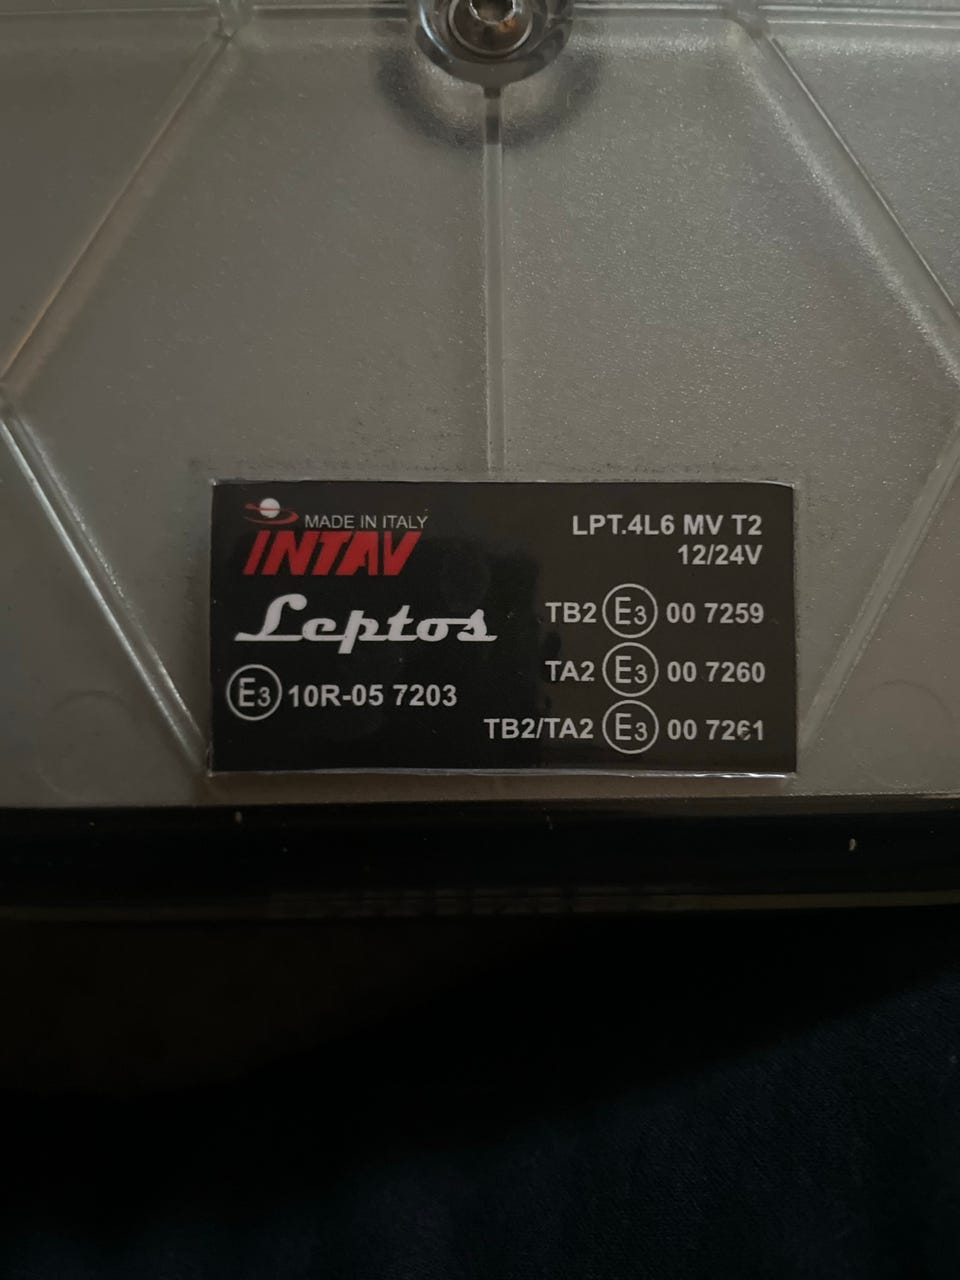 MADE IN ITALY
INTAV
Leptos
E3 10R-05 7203
LPT.4L6 MV T2
12/24V
TB2 E3 00 7259
TA2 E3 00 7260
TB2/TA2 E3 00 7261